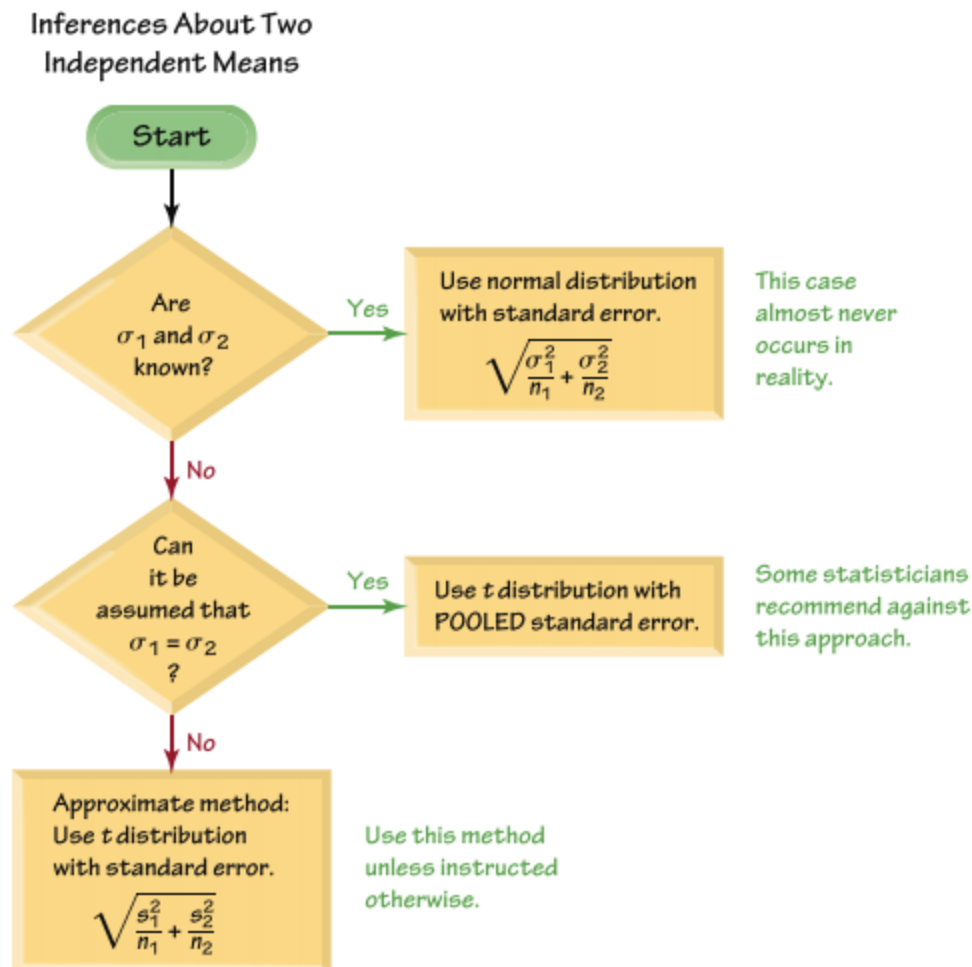 Inferences About Two
Independent Means
Start
Are
σ₁ and σ₂
known?
Yes
Use normal distribution
with standard error.
√(σ₁²/n₁ + σ₂²/n₂)
This case
almost never
occurs in
reality.
No
Can
it be
assumed that
σ₁ = σ₂
?
Yes
Use t distribution with
POOLED standard error.
Some statisticians
recommend against
this approach.
No
Approximate method:
Use t distribution
with standard error.
√(s₁²/n₁ + s₂²/n₂)
Use this method
unless instructed
otherwise.